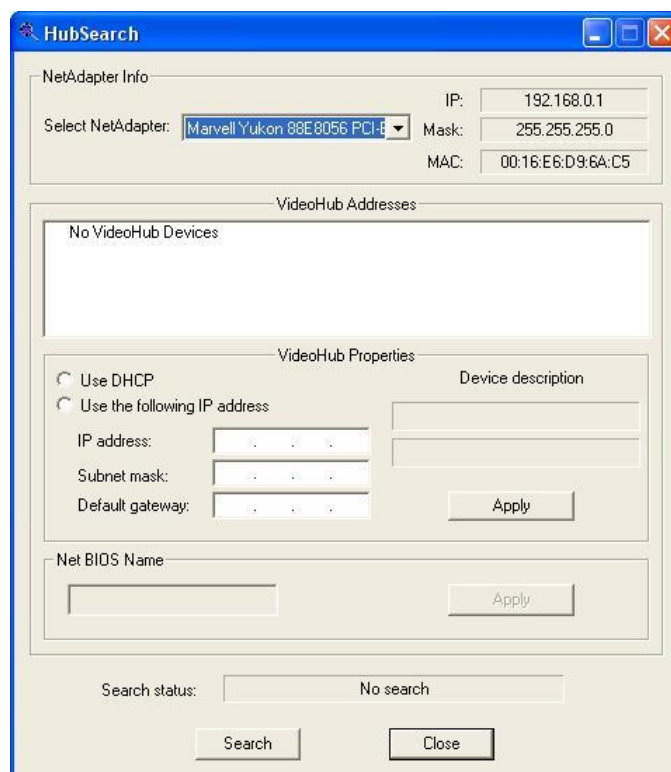 HubSearch
NetAdapter Info
IP: 192.168.0.1
Select NetAdapter: Marvell Yukon 88E8056 PCI-E Mask: 255.255.255.0
MAC: 00:16:E6:D9:6A:C5
VideoHub Addresses
No VideoHub Devices
VideoHub Properties
Use DHCP Device description
Use the following IP address
IP address: . . .
Subnet mask: . . .
Default gateway: . . . Apply
Net BIOS Name
Apply
Search status: No search
Search Close